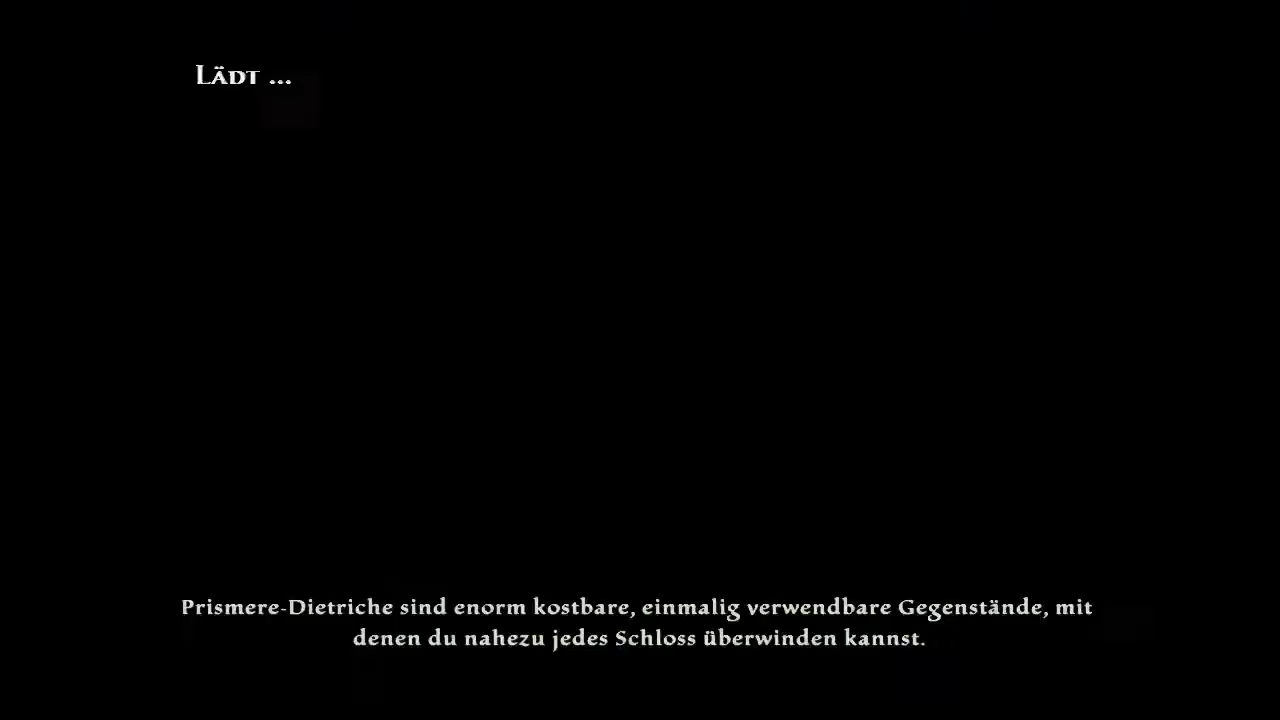 Lädt ...
Prismere-Dietriche sind enorm kostbare, einmalig verwendbare Gegenstände, mit
denen du nahezu jedes Schloss überwinden kannst.